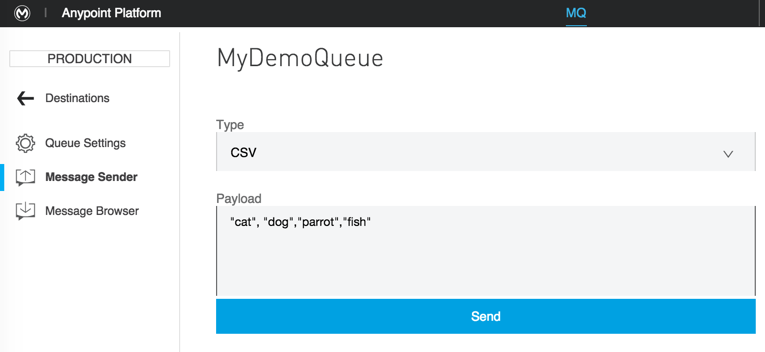 Anypoint Platform
MQ
PRODUCTION
Destinations
Queue Settings
Message Sender
Message Browser
MyDemoQueue
Type
CSV
Payload
"cat", "dog","parrot","fish"
Send